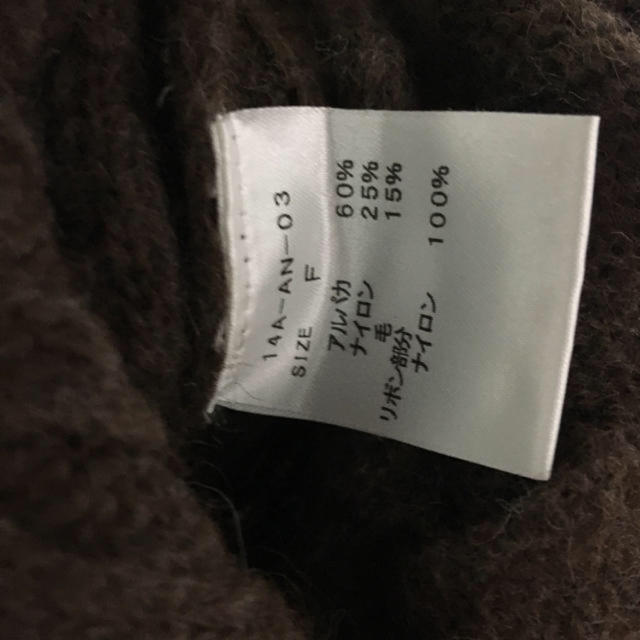 14A-AN-03
SIZE F
アルパカ 60%
ナイロン 25%
毛 15%
リボン部分
ナイロン 100%